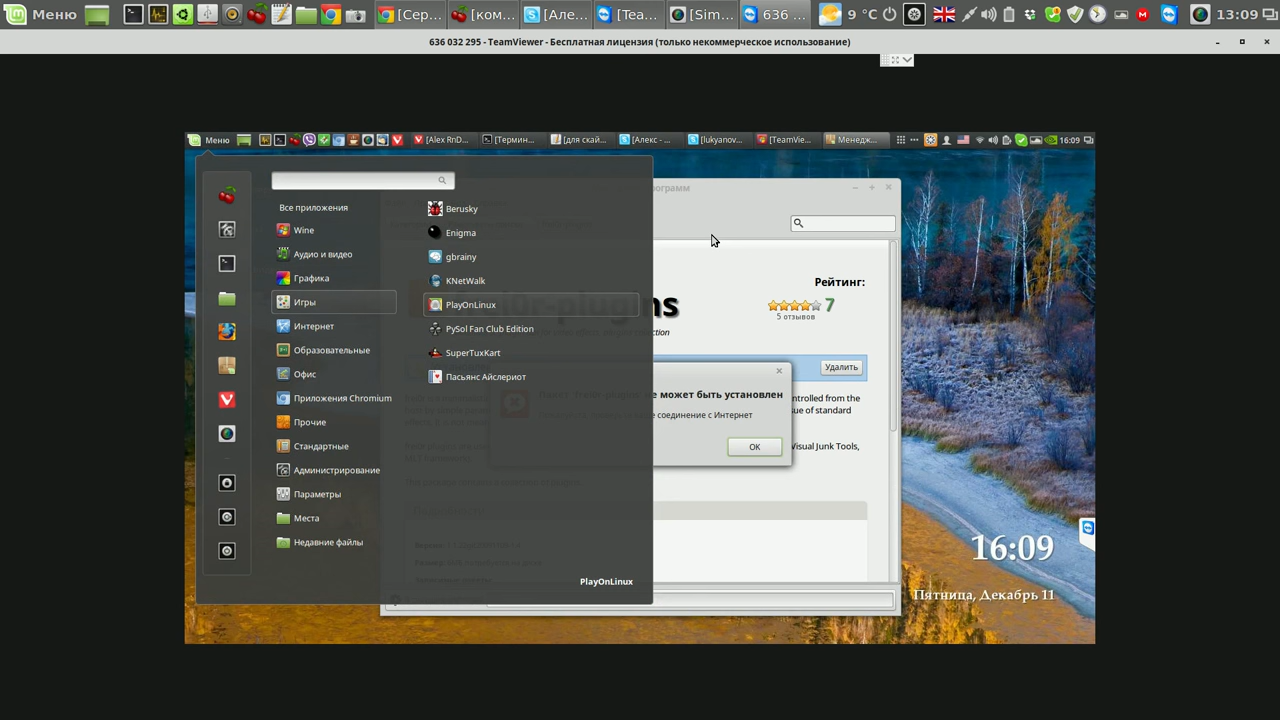 Меню
[Сер...
[ком...
[Але...
[Tea...
[Sim...
636 ...
9 °C
13:09
636 032 295 - TeamViewer - Бесплатная лицензия (только некоммерческое использование)
Меню
[Alex RnD...
[Термин...
[для скай...
[Алекс - ...
[lukyanov...
[TeamVie...
Менедж...
16:09
Все приложения
Wine
Аудио и видео
Графика
Игры
Интернет
Образовательные
Офис
Приложения Chromium
Прочие
Стандартные
Администрирование
Параметры
Места
Недавние файлы
Berusky
Enigma
gbrainy
KNetWalk
PlayOnLinux
PySol Fan Club Edition
SuperTuxKart
Пасьянс Айслериот
PlayOnLinux
Рейтинг:
7
5 отзывов
Удалить
не может быть установлен
соединение с Интернет
OK
ontrolled from the
sue of standard
Visual Junk Tools,
16:09
Пятница, Декабрь 11